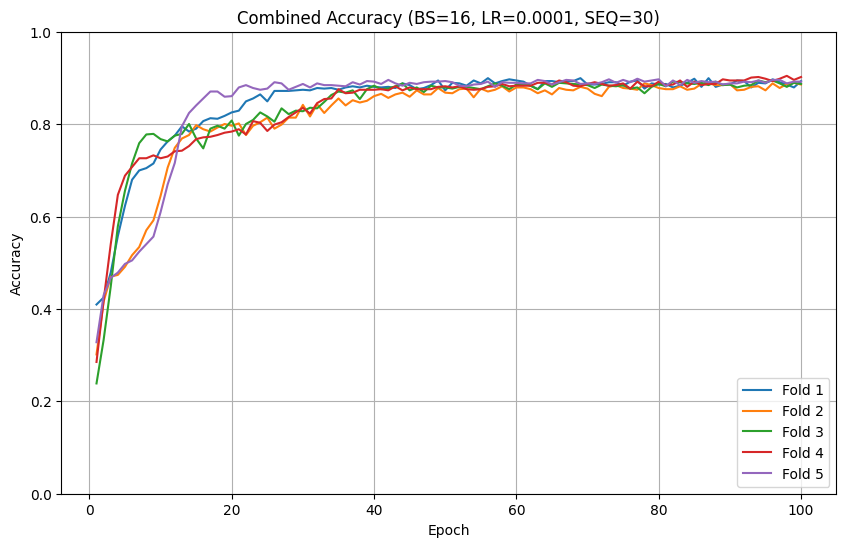 Combined Accuracy (BS=16, LR=0.0001, SEQ=30)
1.0
0.8
0.6
0.4
0.2
0.0
Accuracy
0 20 40 60 80 100
Epoch
Fold 1
Fold 2
Fold 3
Fold 4
Fold 5